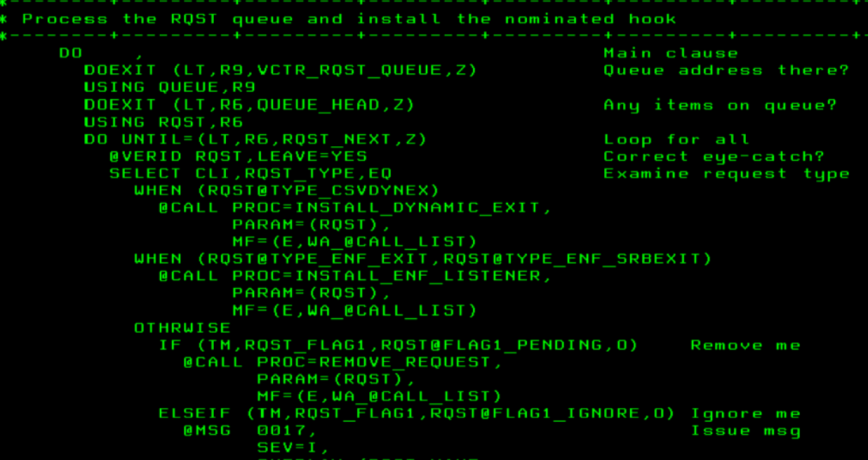 *--------+---------+---------+---------+---------+---------+---------+-
* Process the RQST queue and install the nominated hook
*--------+---------+---------+---------+---------+---------+---------+-
DO    ,                                Main clause
DOEXIT (LT,R9,VCTR_RQST_QUEUE,Z)       Queue address there?
USING QUEUE,R9
DOEXIT (LT,R6,QUEUE_HEAD,Z)            Any items on queue?
USING RQST,R6
DO UNTIL=(LT,R6,RQST_NEXT,Z)           Loop for all
@VERID RQST,LEAVE=YES                  Correct eye-catch?
SELECT CLI,RQST_TYPE,EQ                Examine request type
WHEN (RQST@TYPE_CSVDYNEX)
@CALL PROC=INSTALL_DYNAMIC_EXIT,
PARAM=(RQST),
MF=(E,WA_@CALL_LIST)
WHEN (RQST@TYPE_ENF_EXIT,RQST@TYPE_ENF_SRBEXIT)
@CALL PROC=INSTALL_ENF_LISTENER,
PARAM=(RQST),
MF=(E,WA_@CALL_LIST)
OTHRWISE
IF (TM,RQST_FLAG1,RQST@FLAG1_PENDING,O)    Remove me
@CALL PROC=REMOVE_REQUEST,
PARAM=(RQST),
MF=(E,WA_@CALL_LIST)
ELSEIF (TM,RQST_FLAG1,RQST@FLAG1_IGNORE,O) Ignore me
@MSG  0017,                            Issue msg
SEV=I,